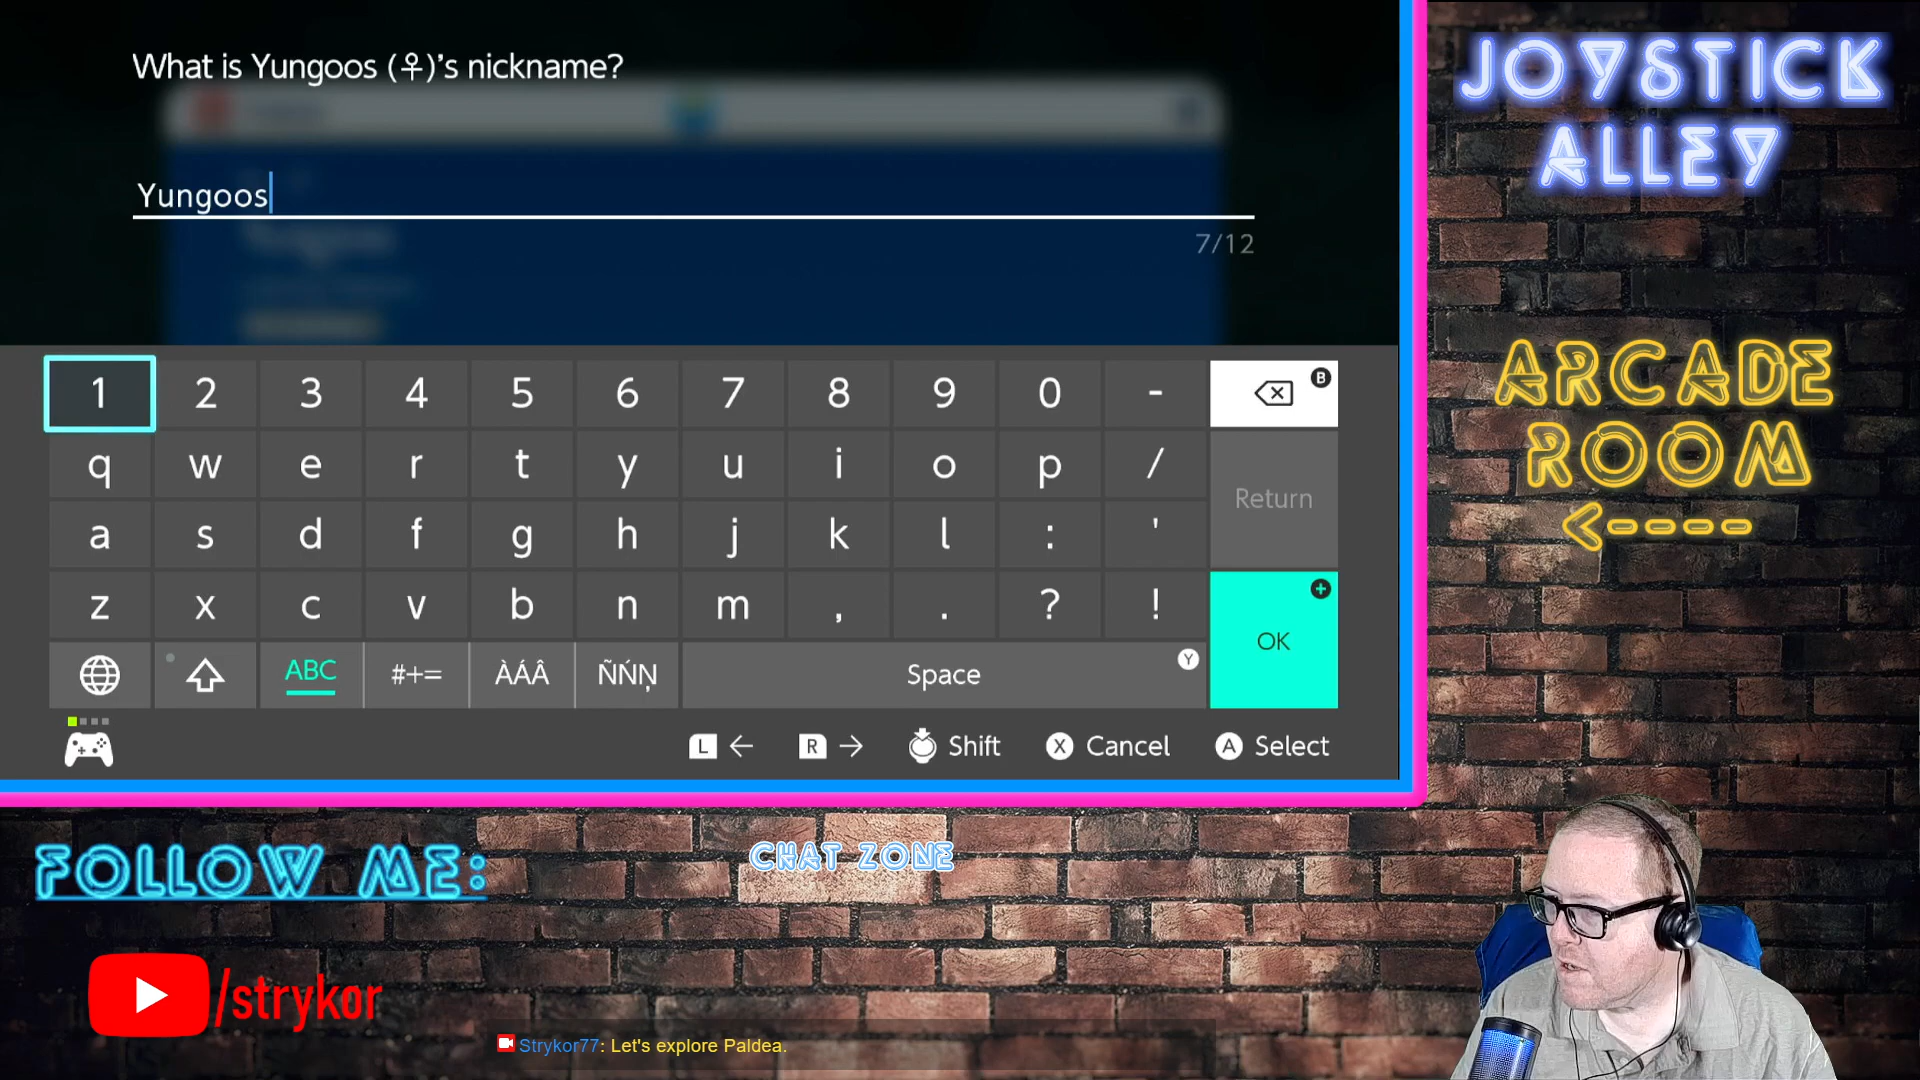 What is Yungoos (♀)'s nickname?
Yungoos
7/12
1 2 3 4 5 6 7 8 9 0 - B
q w e r t y u i o p /
Return
a s d f g h j k l : '
z x c v b n m , . ? ! +
OK
ABC #+= ÀÁÂ ÑŃŅ Space Y
L ← R → Shift X Cancel A Select
JOYSTICK
ALLEY
ARCADE
ROOM
<----
FOLLOW ME:
CHAT ZONE
/strykor
Strykor77: Let's explore Paldea.